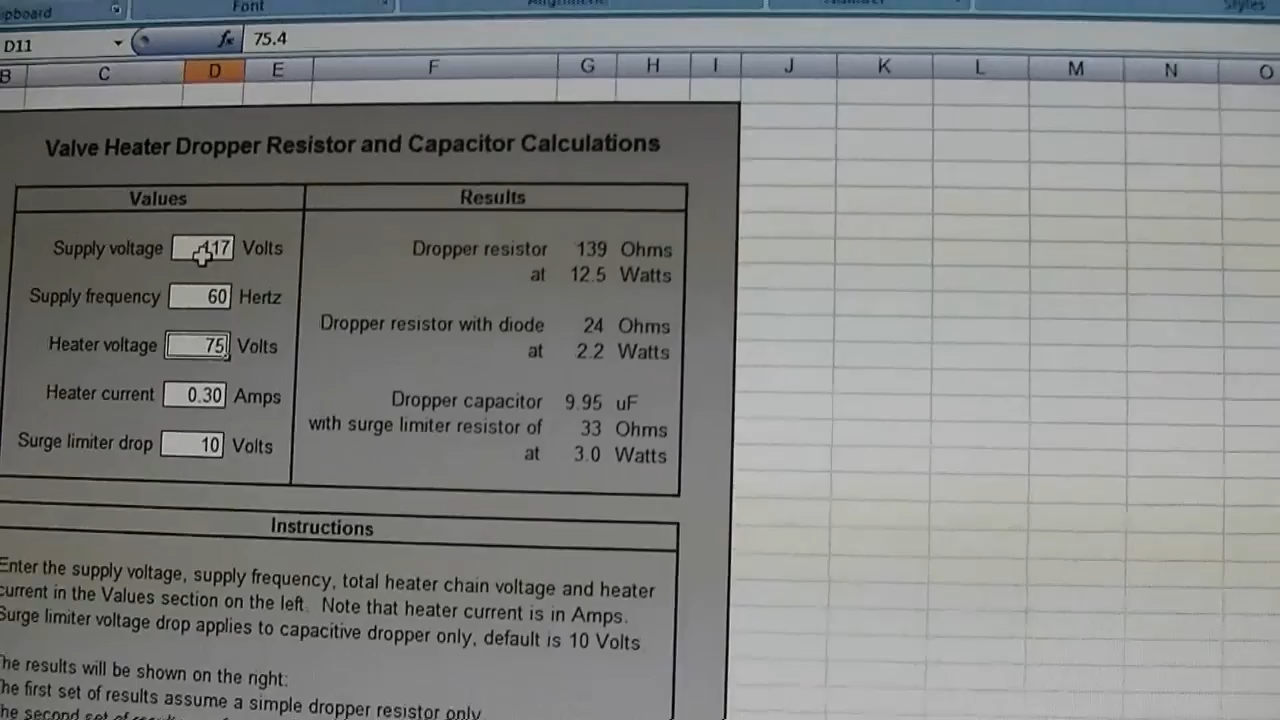 Font
Styles
D11
fx 75.4
C D E F G H I J K L M N O
Valve Heater Dropper Resistor and Capacitor Calculations
Values
Results
Supply voltage 117 Volts
Supply frequency 60 Hertz
Heater voltage 75 Volts
Heater current 0.30 Amps
Surge limiter drop 10 Volts
Dropper resistor 139 Ohms
at 12.5 Watts
Dropper resistor with diode 24 Ohms
at 2.2 Watts
Dropper capacitor 9.95 uF
with surge limiter resistor of 33 Ohms
at 3.0 Watts
Instructions
Enter the supply voltage, supply frequency, total heater chain voltage and heater
current in the Values section on the left. Note that heater current is in Amps.
Surge limiter voltage drop applies to capacitive dropper only, default is 10 Volts
The results will be shown on the right:
The first set of results assume a simple dropper resistor only